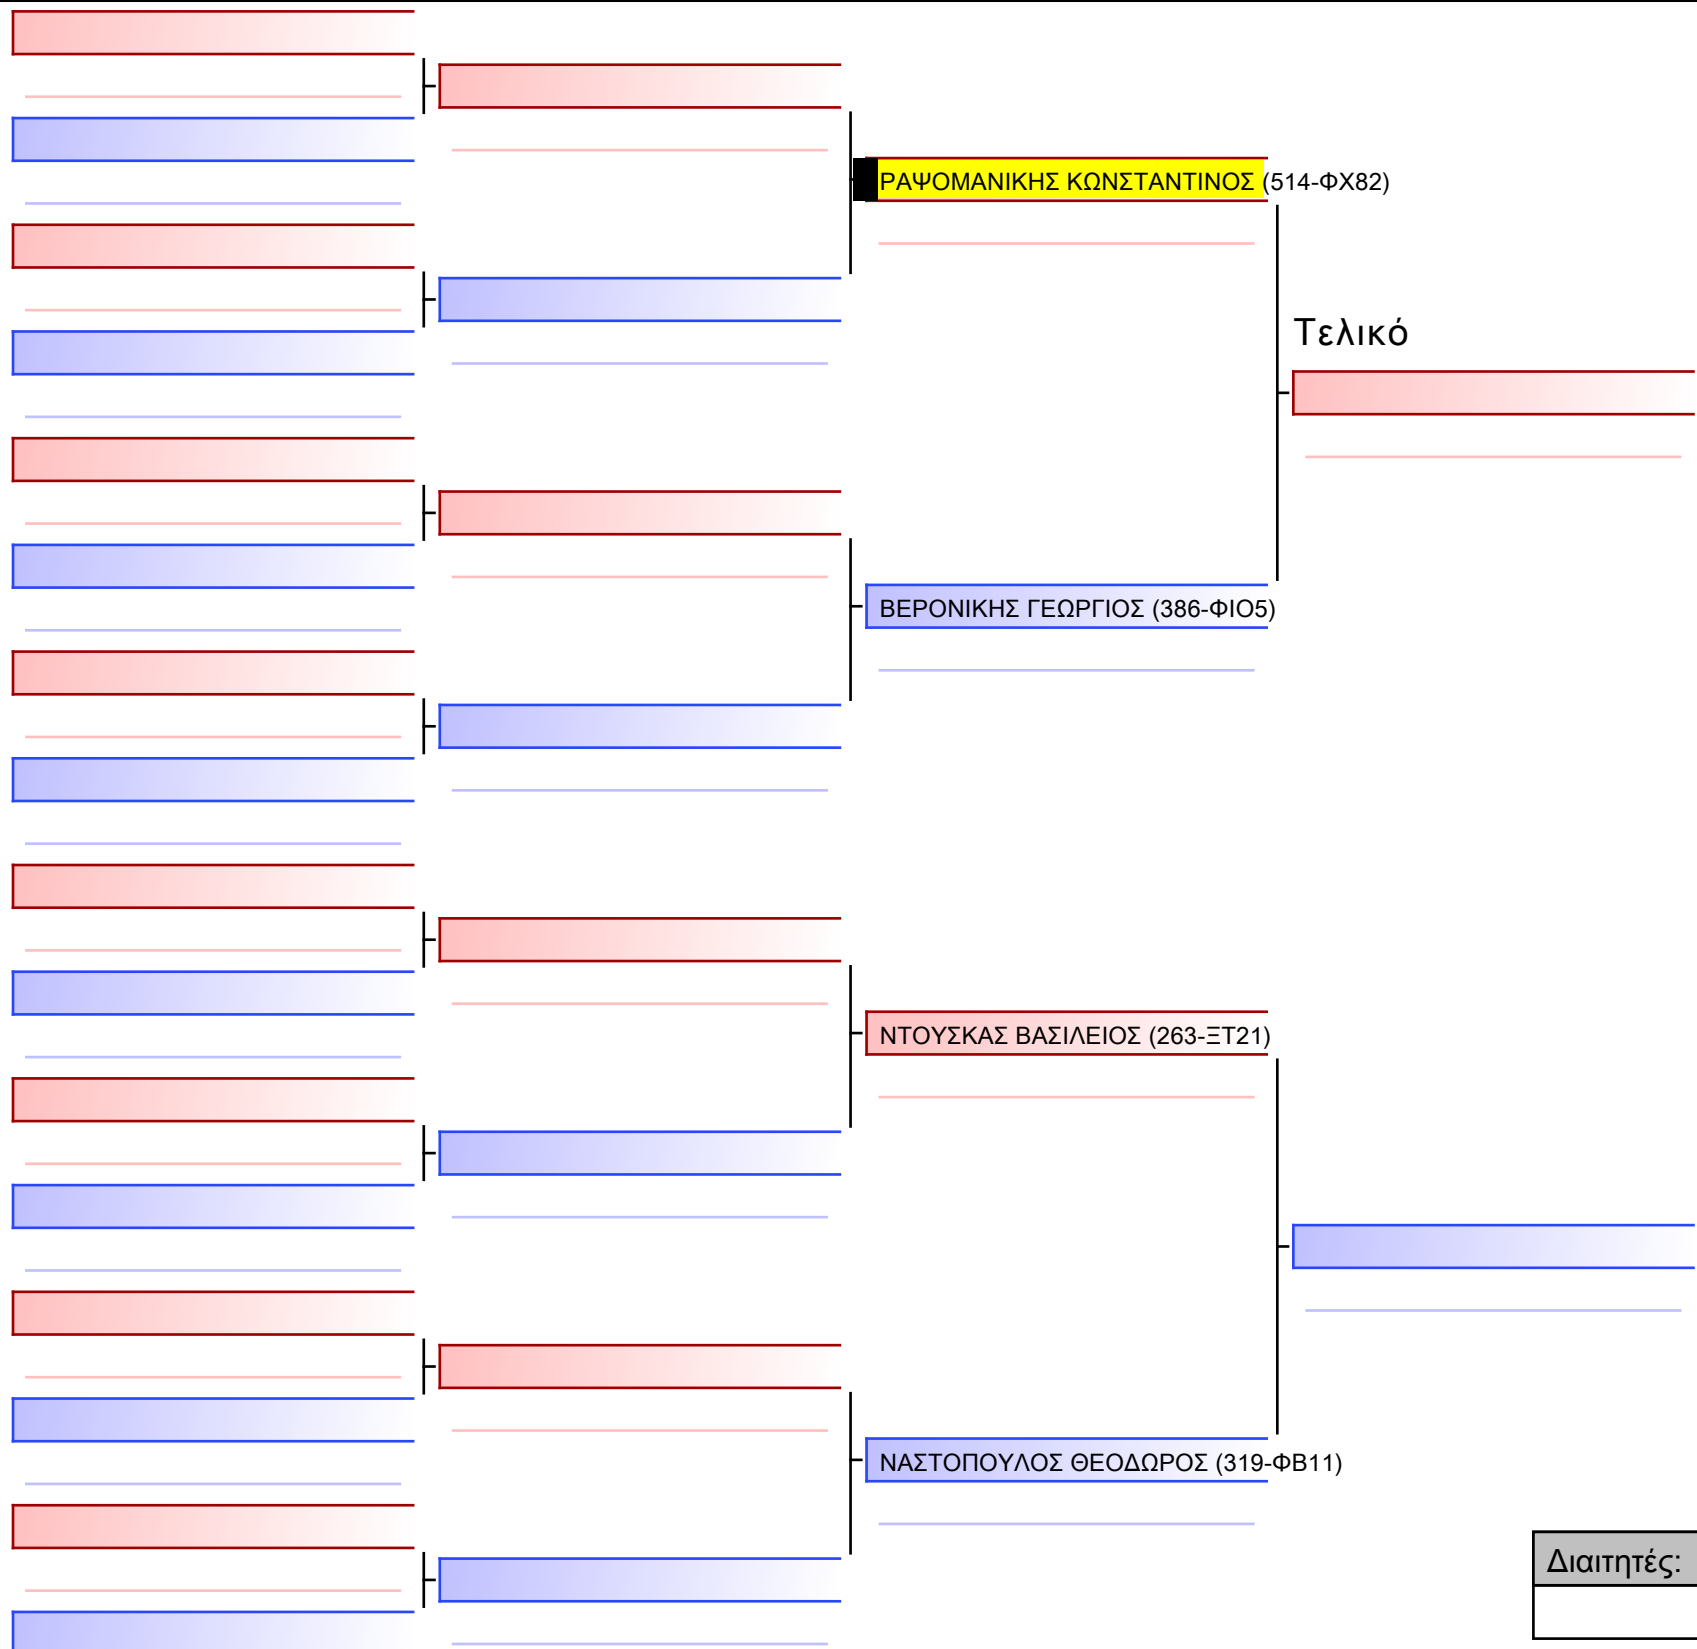 ΡΑΨΟΜΑΝΙΚΗΣ ΚΩΝΣΤΑΝΤΙΝΟΣ (514-ΦΧ82)
Τελικό
ΒΕΡΟΝΙΚΗΣ ΓΕΩΡΓΙΟΣ (386-ΦΙΟ5)
ΝΤΟΥΣΚΑΣ ΒΑΣΙΛΕΙΟΣ (263-ΞΤ21)
ΝΑΣΤΟΠΟΥΛΟΣ ΘΕΟΔΩΡΟΣ (319-ΦΒ11)
Διαιτητές: